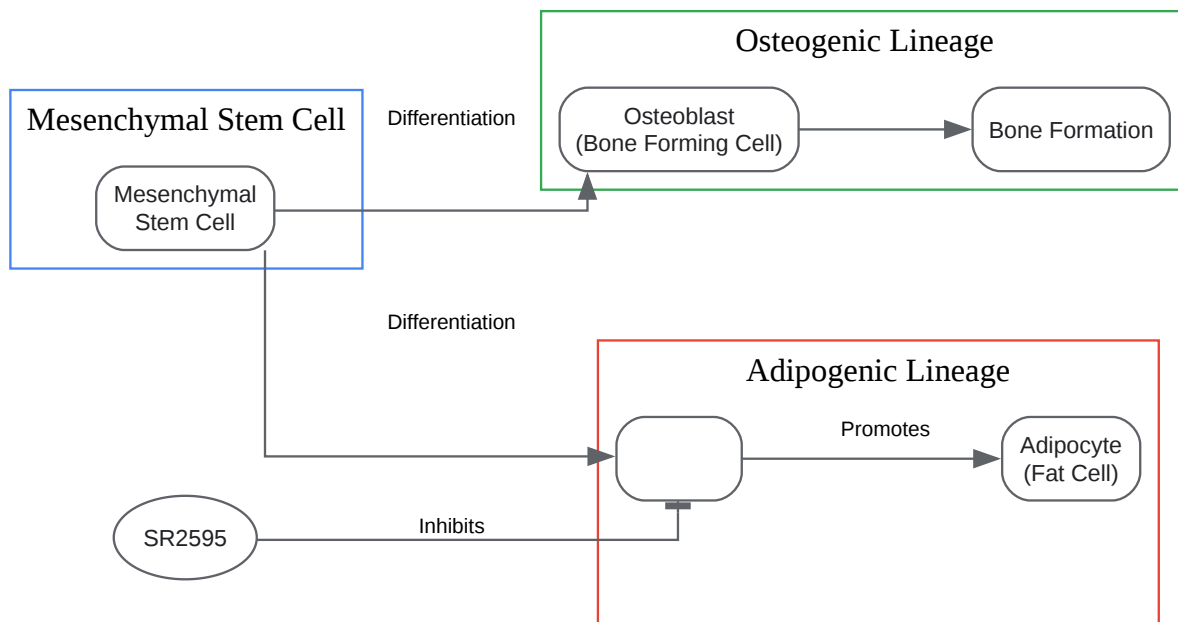 Osteogenic Lineage
Mesenchymal Stem Cell
Differentiation
Osteoblast
(Bone Forming Cell)
Bone Formation
Mesenchymal
Stem Cell
Differentiation
Adipogenic Lineage
Promotes
Adipocyte
(Fat Cell)
SR2595
Inhibits